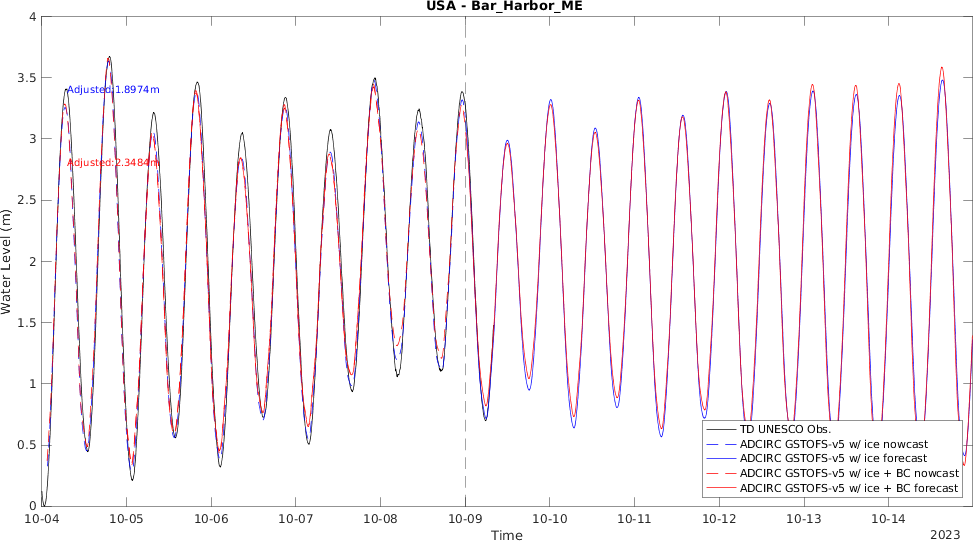 USA - Bar_Harbor_ME
4
3.5
3
2.5
2
1.5
1
0.5
0
Water Level (m)
Adjusted:1.8974m
Adjusted:2.3484m
TD UNESCO Obs.
ADCIRC GSTOFS-v5 w/ ice nowcast
ADCIRC GSTOFS-v5 w/ ice forecast
ADCIRC GSTOFS-v5 w/ ice + BC nowcast
ADCIRC GSTOFS-v5 w/ ice + BC forecast
10-04 10-05 10-06 10-07 10-08 10-09 10-10 10-11 10-12 10-13 10-14
Time
2023